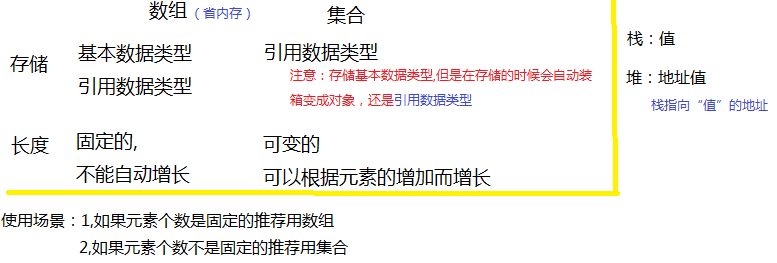 数组（省内存） 集合
存储 基本数据类型 引用数据类型
引用数据类型
注意：存储基本数据类型,但是在存储的时候会自动装
箱变成对象，还是引用数据类型
长度 固定的, 可变的
不能自动增长 可以根据元素的增加而增长
栈：值
堆：地址值
栈指向“值”的地址
使用场景：1,如果元素个数是固定的推荐用数组
2,如果元素个数不是固定的推荐用集合